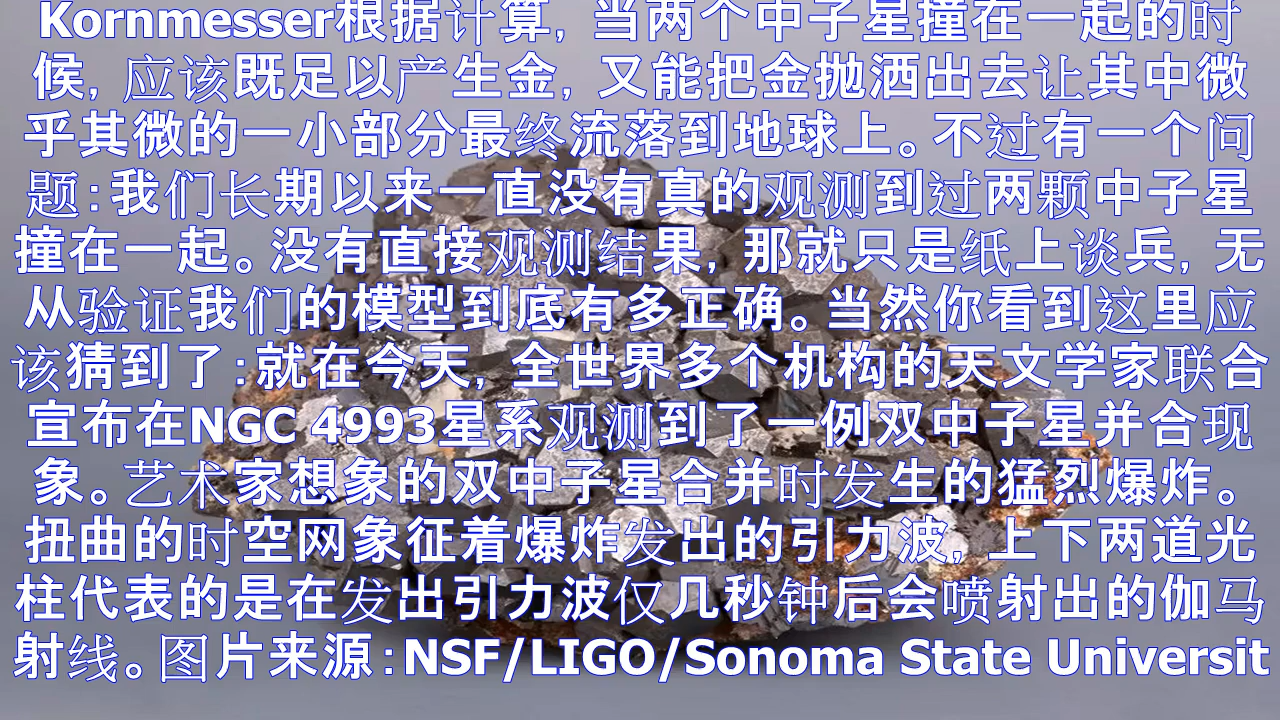 Kornmesser根据计算，当两个中子星撞在一起的时
候，应该既足以产生金，又能把金抛洒出去让其中微
乎其微的一小部分最终流落到地球上。不过有一个问
题：我们长期以来一直没有真的观测到过两颗中子星
撞在一起。没有直接观测结果，那就只是纸上谈兵，无
从验证我们的模型到底有多正确。当然你看到这里应
该猜到了：就在今天，全世界多个机构的天文学家联合
宣布在NGC 4993星系观测到了一例双中子星并合现
象。艺术家想象的双中子星合并时发生的猛烈爆炸。
扭曲的时空网象征着爆炸发出的引力波，上下两道光
柱代表的是在发出引力波仅几秒钟后会喷射出的伽马
射线。图片来源：NSF/LIGO/Sonoma State Universit